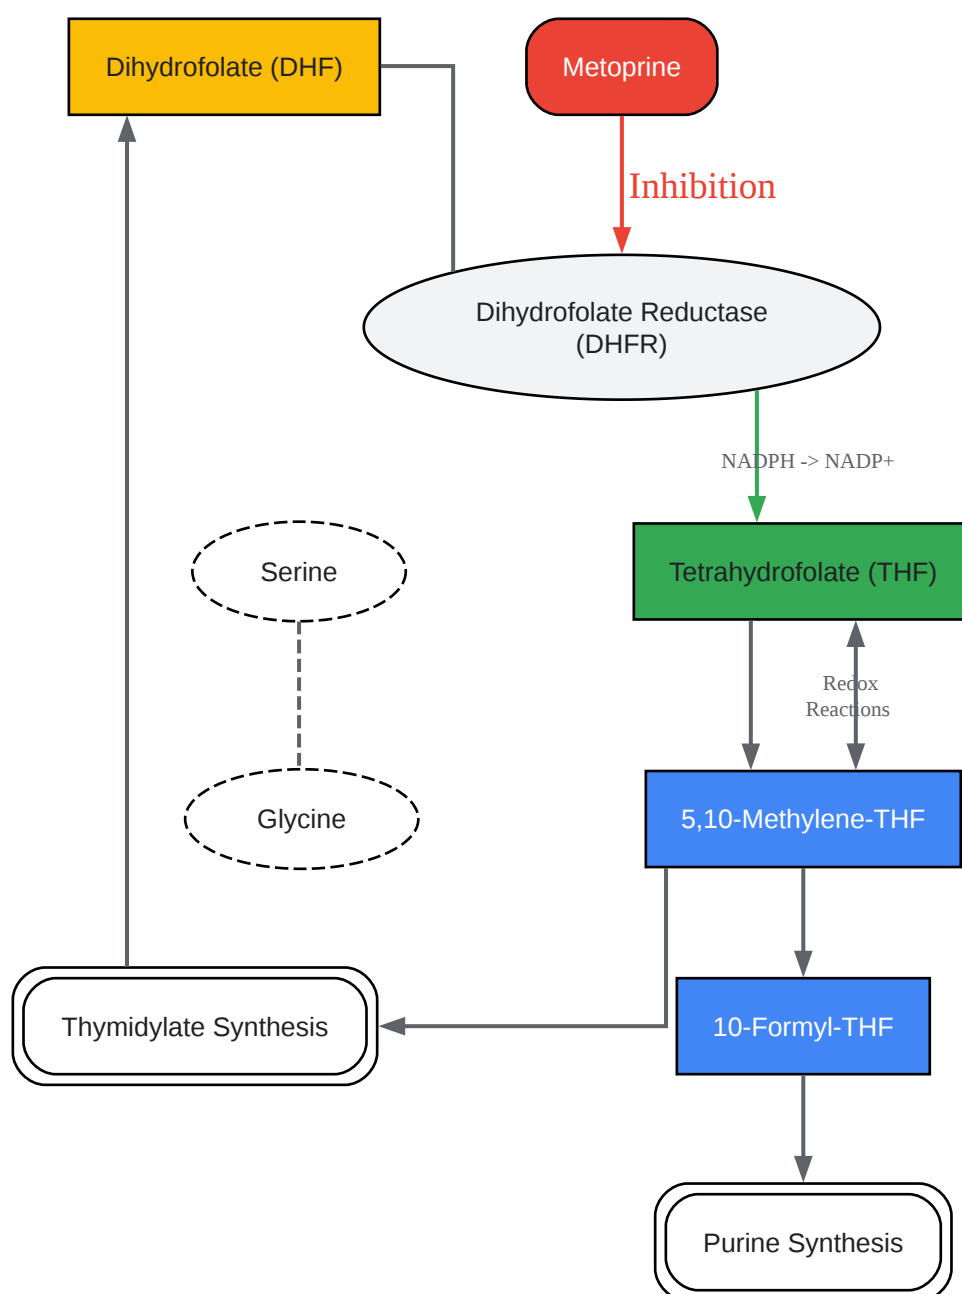 Dihydrofolate (DHF)
Metoprine
Inhibition
Dihydrofolate Reductase
(DHFR)
NADPH -> NADP+
Serine
Tetrahydrofolate (THF)
Redox
Reactions
Glycine
5,10-Methylene-THF
Thymidylate Synthesis
10-Formyl-THF
Purine Synthesis